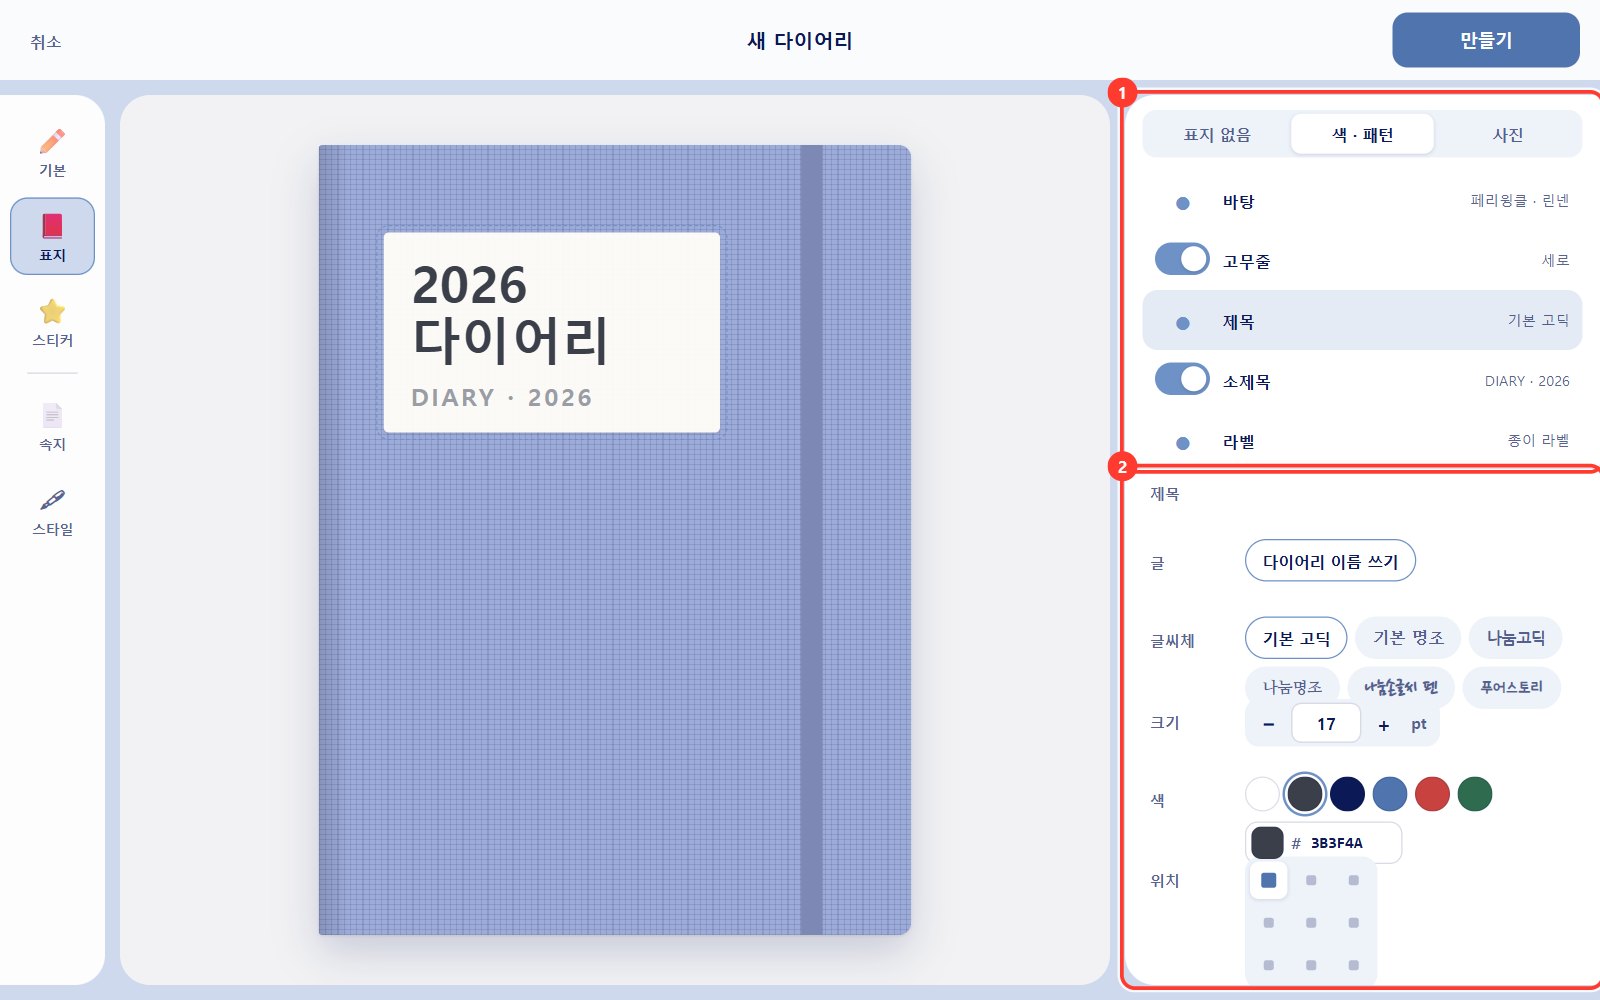 취소
새 다이어리
만들기
기본
표지
스티커
속지
스타일
2026
다이어리
DIARY · 2026
1
표지 없음
색 · 패턴
사진
바탕
페리윙클 · 린넨
고무줄
세로
제목
기본 고딕
소제목
DIARY · 2026
라벨
종이 라벨
2
제목
글
다이어리 이름 쓰기
글씨체
기본 고딕
기본 명조
나눔고딕
나눔명조
나눔손글씨 펜
푸어스토리
크기
− 17 + pt
색
# 3B3F4A
위치